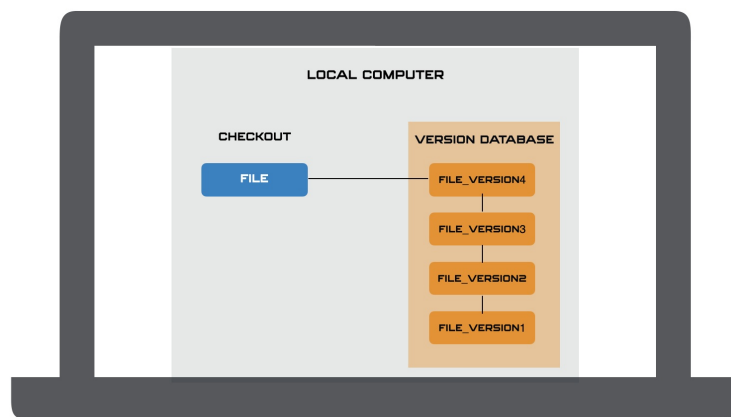 LOCAL COMPUTER
CHECKOUT
VERSION DATABASE
FILE
FILE_VERSION4
FILE_VERSION3
FILE_VERSION2
FILE_VERSION1